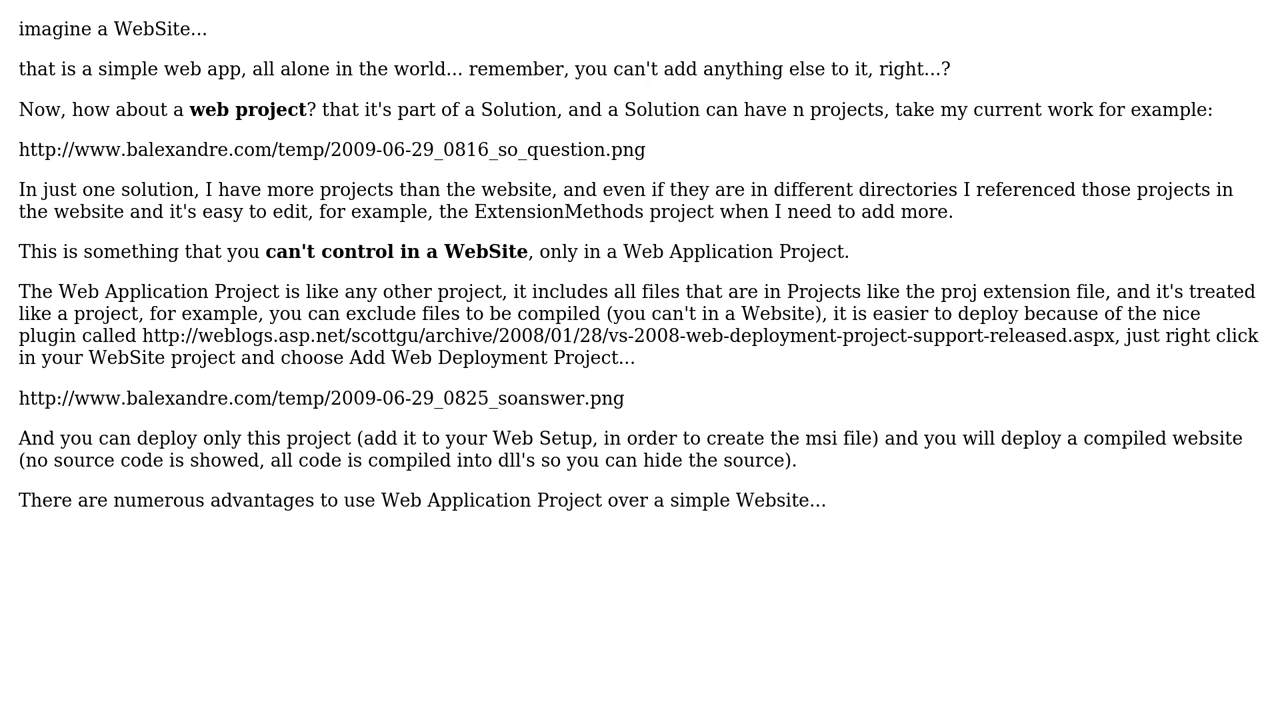 imagine a WebSite...
that is a simple web app, all alone in the world... remember, you can't add anything else to it, right...?
Now, how about a web project? that it's part of a Solution, and a Solution can have n projects, take my current work for example:
http://www.balexandre.com/temp/2009-06-29_0816_so_question.png
In just one solution, I have more projects than the website, and even if they are in different directories I referenced those projects in
the website and it's easy to edit, for example, the ExtensionMethods project when I need to add more.
This is something that you can't control in a WebSite, only in a Web Application Project.
The Web Application Project is like any other project, it includes all files that are in Projects like the proj extension file, and it's treated
like a project, for example, you can exclude files to be compiled (you can't in a Website), it is easier to deploy because of the nice
plugin called http://weblogs.asp.net/scottgu/archive/2008/01/28/vs-2008-web-deployment-project-support-released.aspx, just right click
in your WebSite project and choose Add Web Deployment Project...
http://www.balexandre.com/temp/2009-06-29_0825_soanswer.png
And you can deploy only this project (add it to your Web Setup, in order to create the msi file) and you will deploy a compiled website
(no source code is showed, all code is compiled into dll's so you can hide the source).
There are numerous advantages to use Web Application Project over a simple Website...